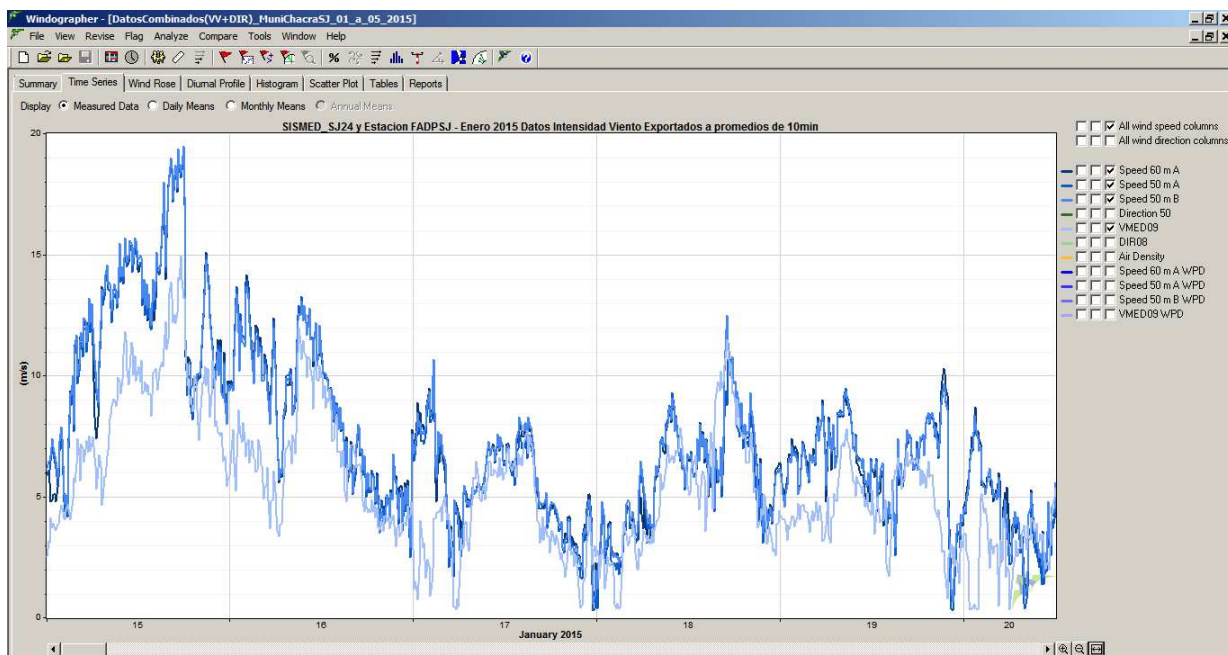 Windographer - [DatosCombinados(VV+DIR)_MuniChacraSJ_01_a_05_2015]
File View Revise Flag Analyze Compare Tools Window Help
Summary Time Series Wind Rose Diurnal Profile Histogram Scatter Plot Tables Reports
Display Measured Data Daily Means Monthly Means Annual Means
SISMED_SJ24 y Estacion FADPSJ - Enero 2015 Datos Intensidad Viento Exportados a promedios de 10min
20
15
10
5
0
(m/s)
15 16 17 18 19 20
January 2015
All wind speed columns
All wind direction columns
Speed 60 m A
Speed 50 m A
Speed 50 m B
Direction 50
VMED09
DIR08
Air Density
Speed 60 m A WPD
Speed 50 m A WPD
Speed 50 m B WPD
VMED09 WPD